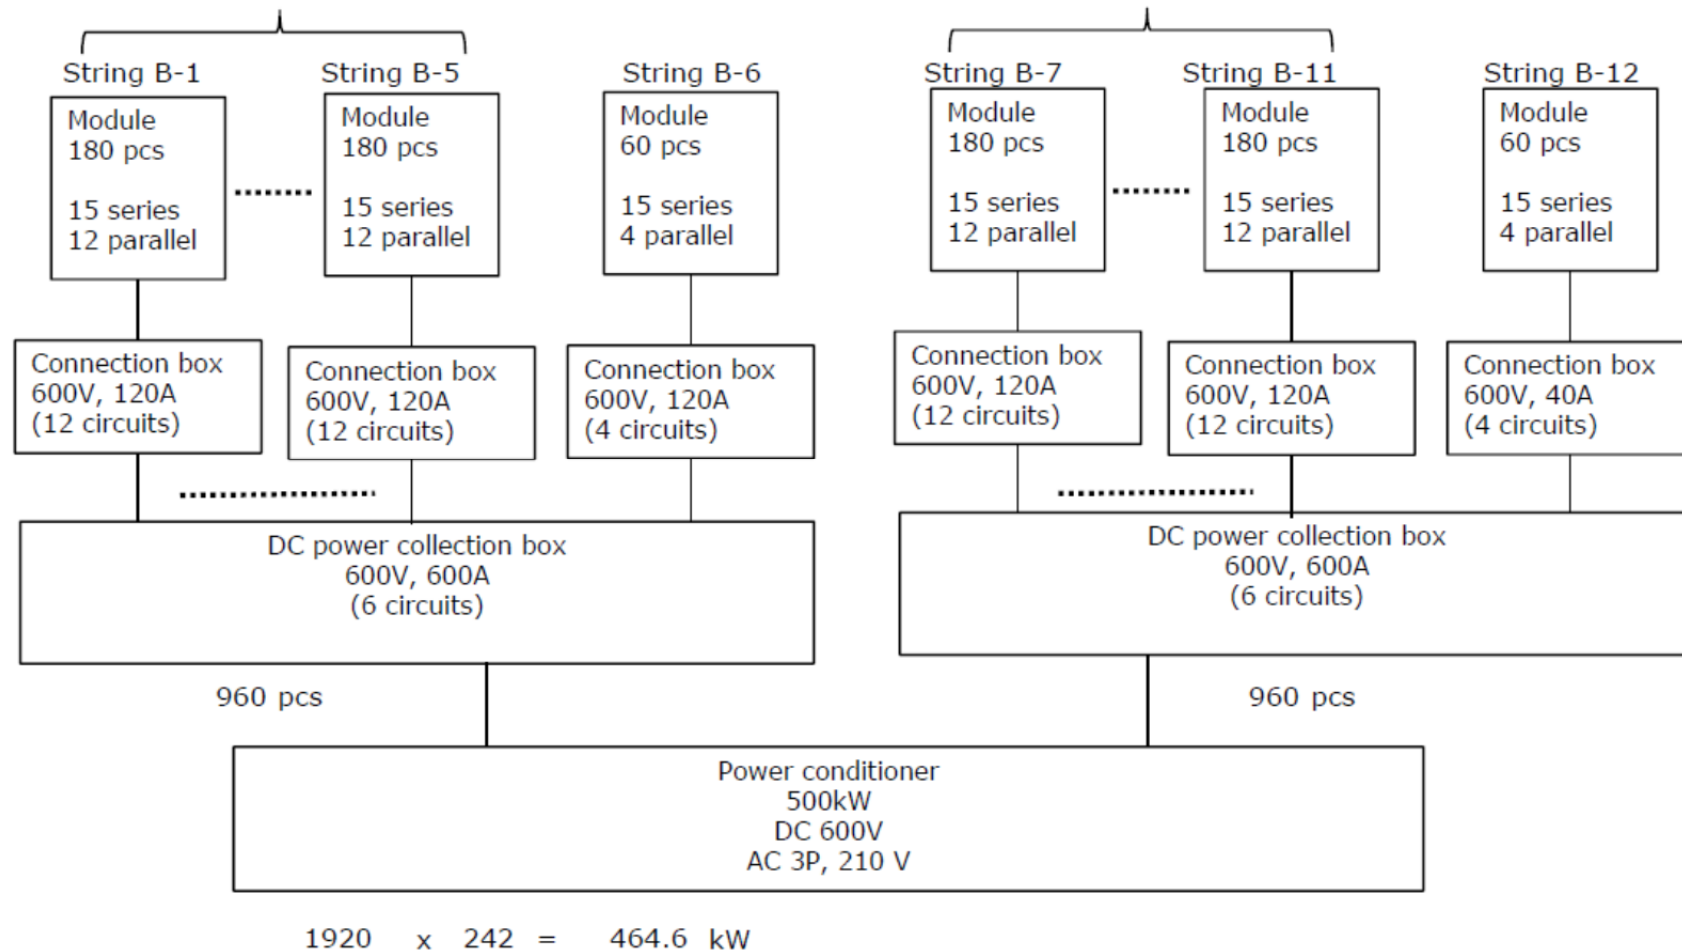 String B-1
String B-5
String B-6
String B-7
String B-11
String B-12
Module
180 pcs
15 series
12 parallel
Module
180 pcs
15 series
12 parallel
Module
60 pcs
15 series
4 parallel
Module
180 pcs
15 series
12 parallel
Module
180 pcs
15 series
12 parallel
Module
60 pcs
15 series
4 parallel
Connection box
600V, 120A
(12 circuits)
Connection box
600V, 120A
(12 circuits)
Connection box
600V, 120A
(4 circuits)
Connection box
600V, 120A
(12 circuits)
Connection box
600V, 120A
(12 circuits)
Connection box
600V, 40A
(4 circuits)
DC power collection box
600V, 600A
(6 circuits)
DC power collection box
600V, 600A
(6 circuits)
960 pcs
960 pcs
Power conditioner
500kW
DC 600V
AC 3P, 210 V
1920 x 242 = 464.6 kW